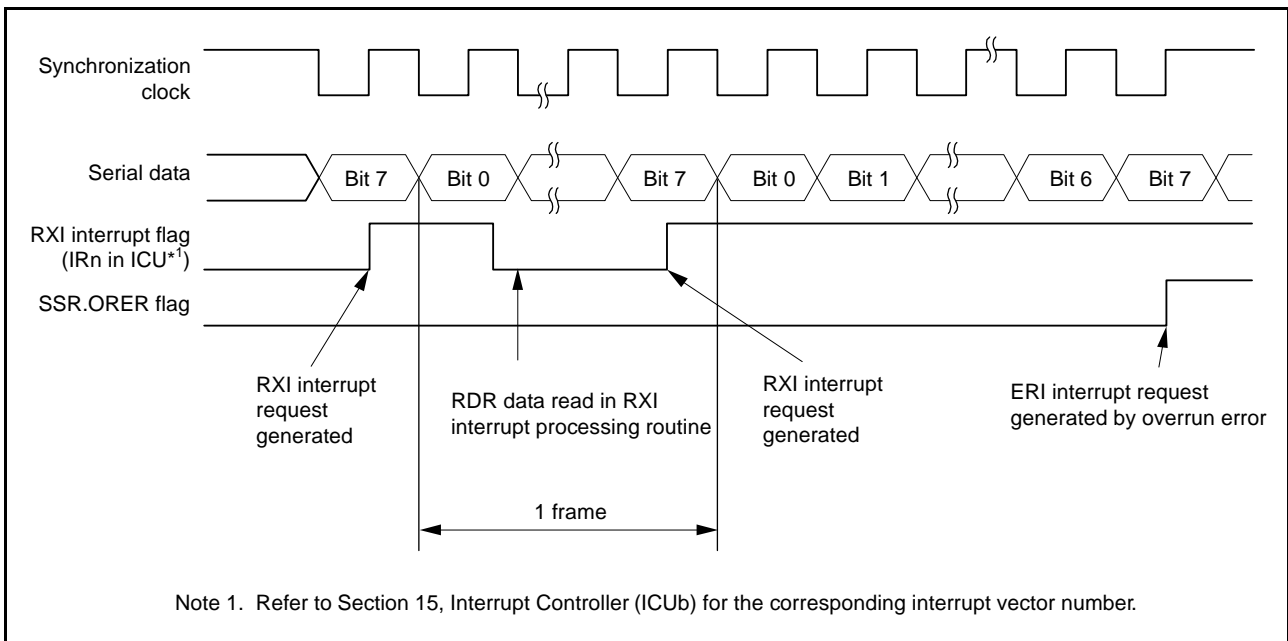 Synchronization
clock
Serial data
Bit 7
Bit 0
Bit 7
Bit 0
Bit 1
Bit 6
Bit 7
RXI interrupt flag
(IRn in ICU*1)
SSR.ORER flag
RXI interrupt
request
generated
RDR data read in RXI
interrupt processing routine
RXI interrupt
request
generated
ERI interrupt request
generated by overrun error
1 frame
Note 1. Refer to Section 15, Interrupt Controller (ICUb) for the corresponding interrupt vector number.